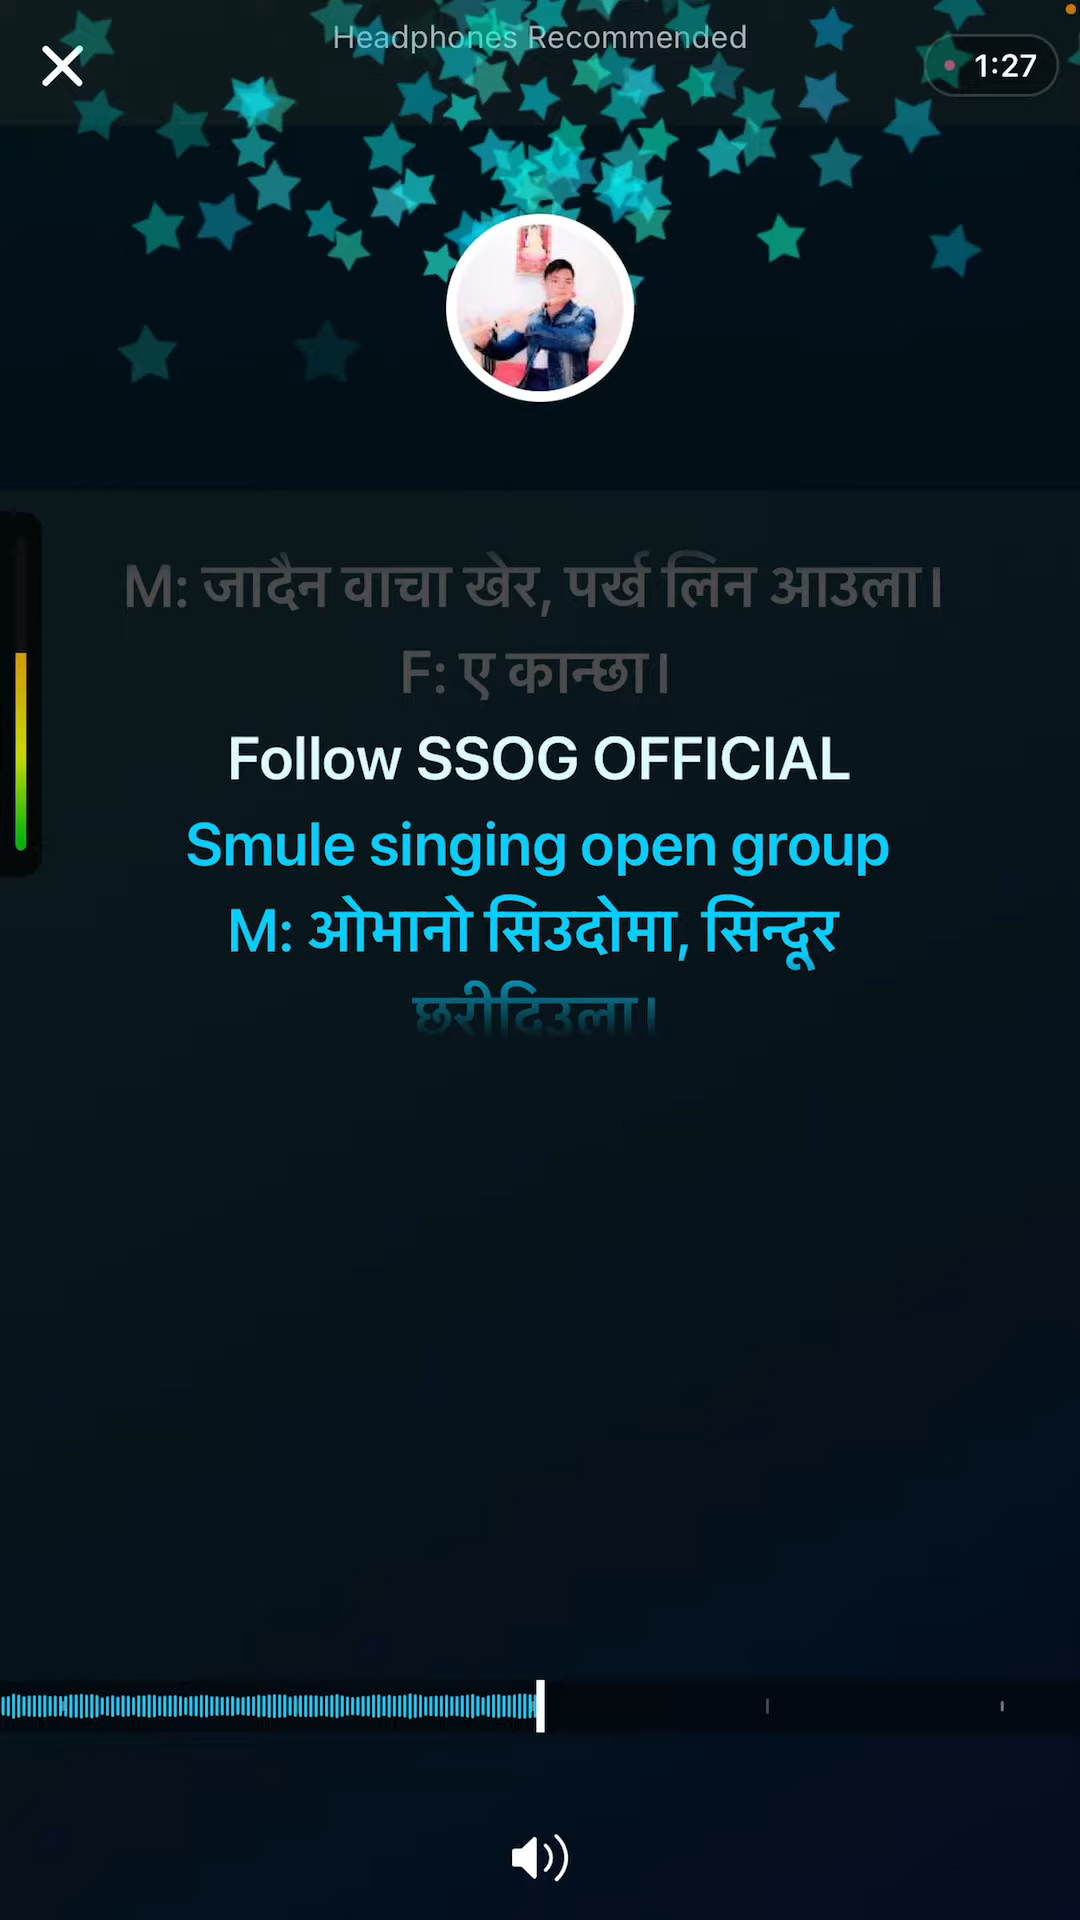 Headphones Recommended
1:27
M: जादैन वाचा खेर, पर्ख लिन आउला।
F: ए कान्छा।
Follow SSOG OFFICIAL
Smule singing open group
M: ओभानो सिउदोमा, सिन्दूर
छरीदिउला।